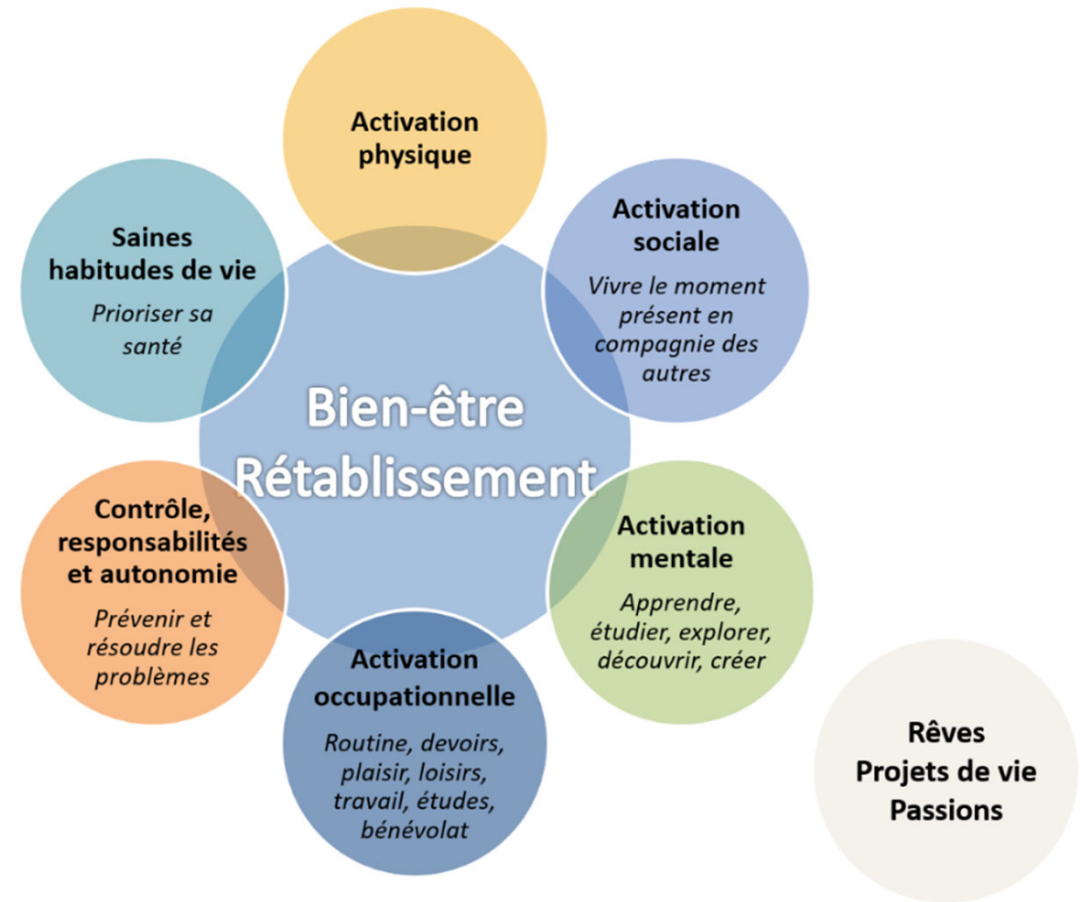 Activation
physique
Activation
sociale
Vivre le moment
présent en
compagnie des
autres
Saines
habitudes de vie
Prioriser sa
santé
Bien-être
Rétablissement
Contrôle,
responsabilités
et autonomie
Prévenir et
résoudre les
problèmes
Activation
mentale
Apprendre,
étudier, explorer,
découvrir, créer
Activation
occupationnelle
Routine, devoirs,
plaisir, loisirs,
travail, études,
bénévolat
Rêves
Projets de vie
Passions